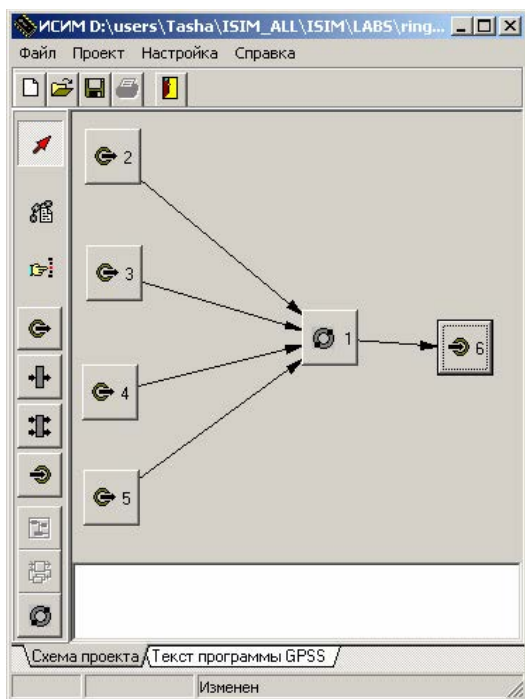 ИСИМ D:\users\Tasha\ISIM_ALL\ISIM\LABS\ring...
Файл Проект Настройка Справка
2
3
1
6
4
5
Схема проекта Текст программы GPSS
Изменен